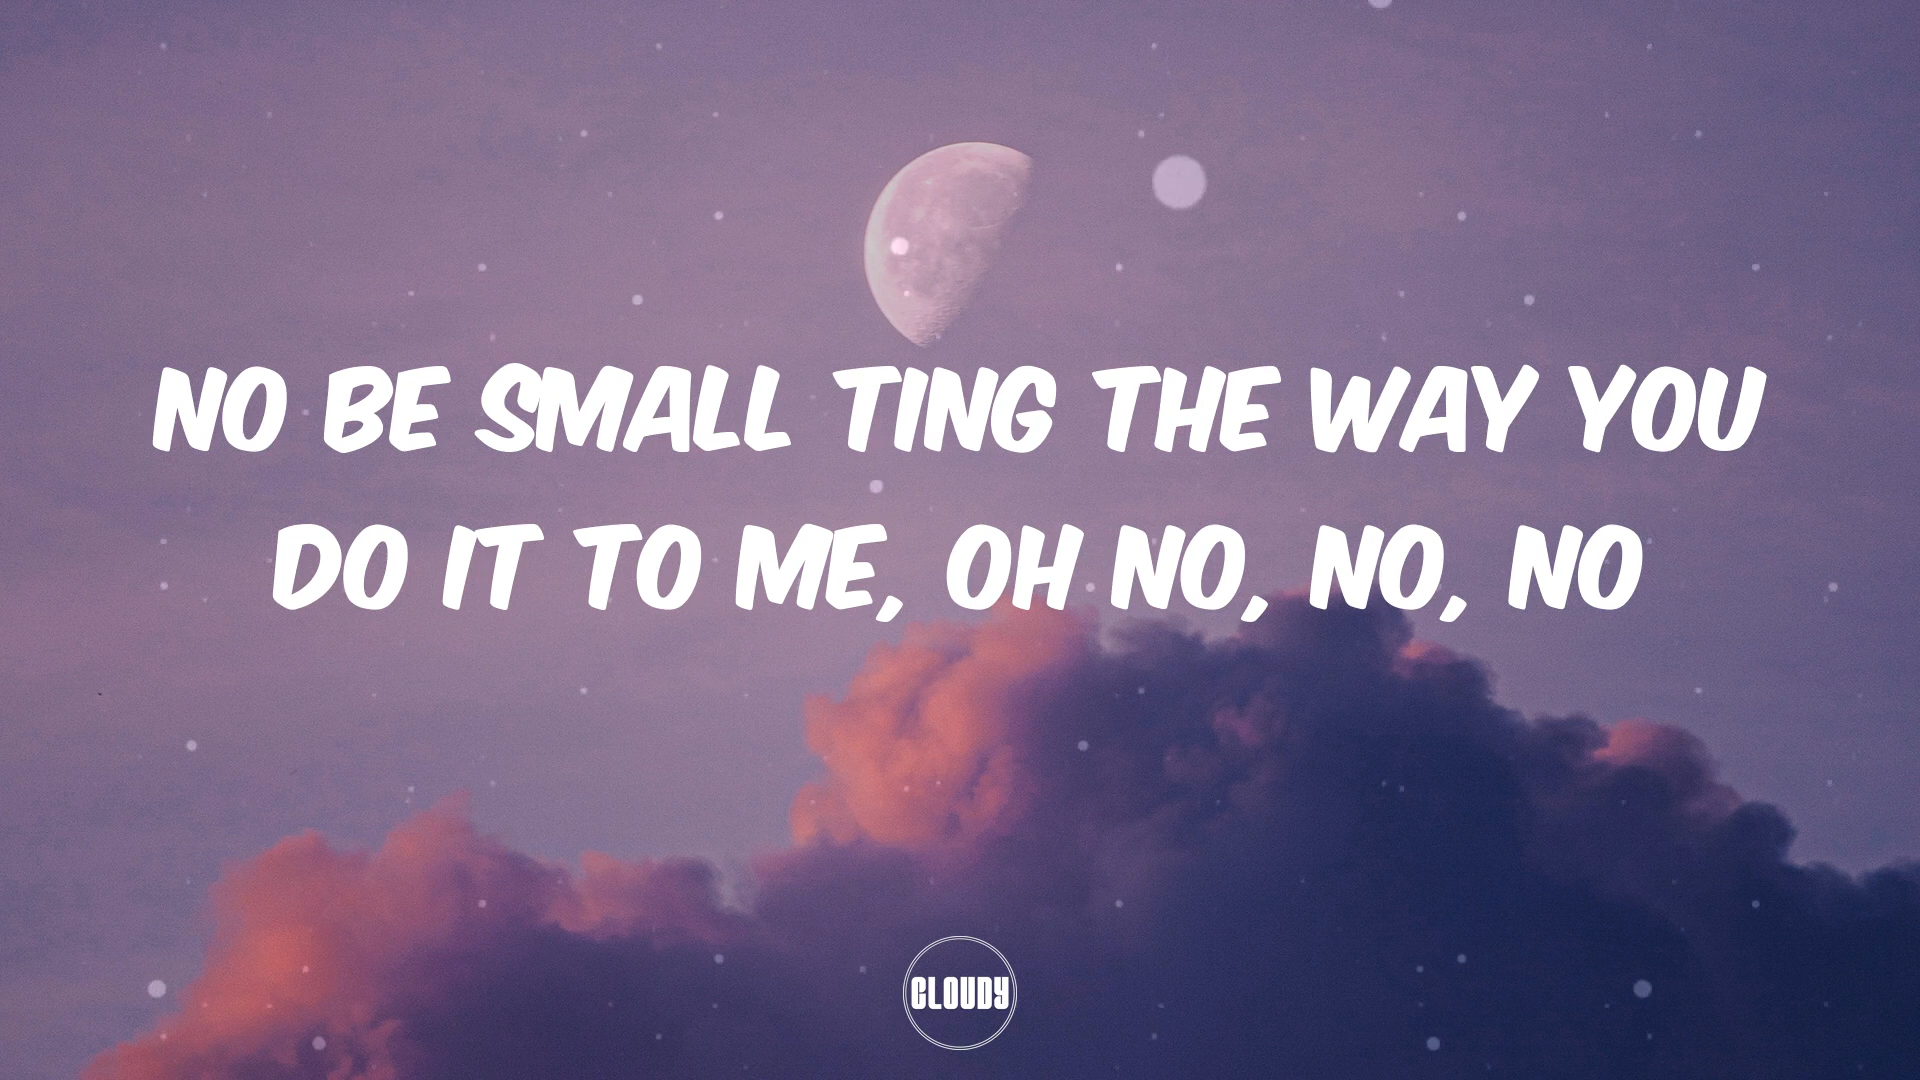 NO BE SMALL TING THE WAY YOU
DO IT TO ME, OH NO, NO, NO
CLOUDY